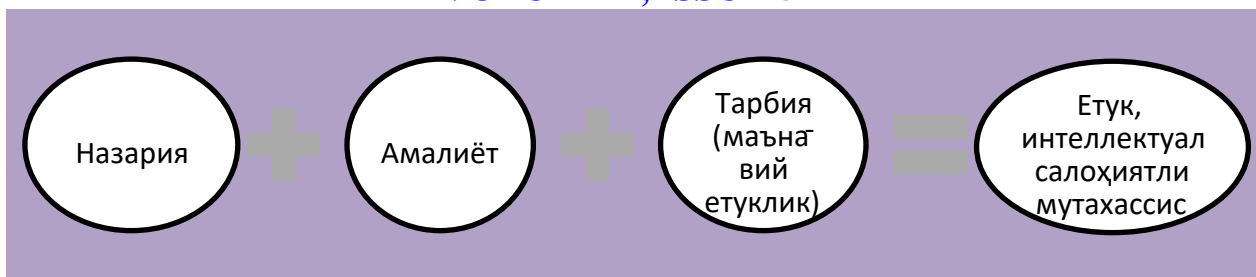 Назария
Амалиёт
Тарбия
(маъна-
вий
етуклик)
Етук,
интеллектуал
салоҳиятли
мутахассис